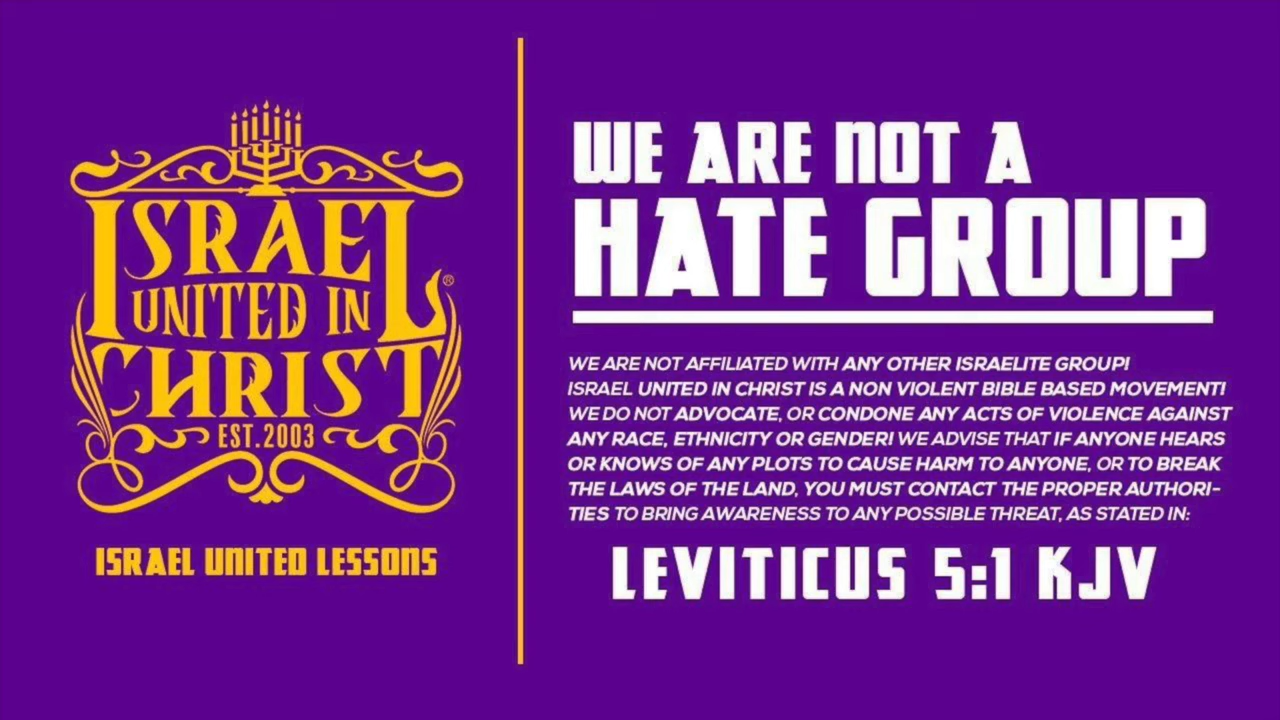 ISRAEL
UNITED IN
CHRIST
®
EST.2003
ISRAEL UNITED LESSONS
WE ARE NOT A
HATE GROUP
WE ARE NOT AFFILIATED WITH ANY OTHER ISRAELITE GROUP!
ISRAEL UNITED IN CHRIST IS A NON VIOLENT BIBLE BASED MOVEMENT!
WE DO NOT ADVOCATE, OR CONDONE ANY ACTS OF VIOLENCE AGAINST
ANY RACE, ETHNICITY OR GENDER! WE ADVISE THAT IF ANYONE HEARS
OR KNOWS OF ANY PLOTS TO CAUSE HARM TO ANYONE, OR TO BREAK
THE LAWS OF THE LAND, YOU MUST CONTACT THE PROPER AUTHORI-
TIES TO BRING AWARENESS TO ANY POSSIBLE THREAT, AS STATED IN:
LEVITICUS 5:1 KJV